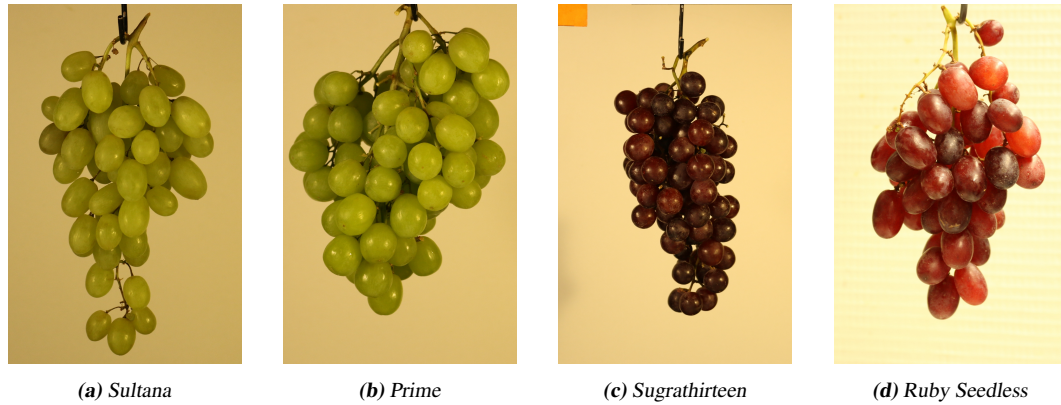 (a) Sultana
(b) Prime
(c) Sugrathirteen
(d) Ruby Seedless